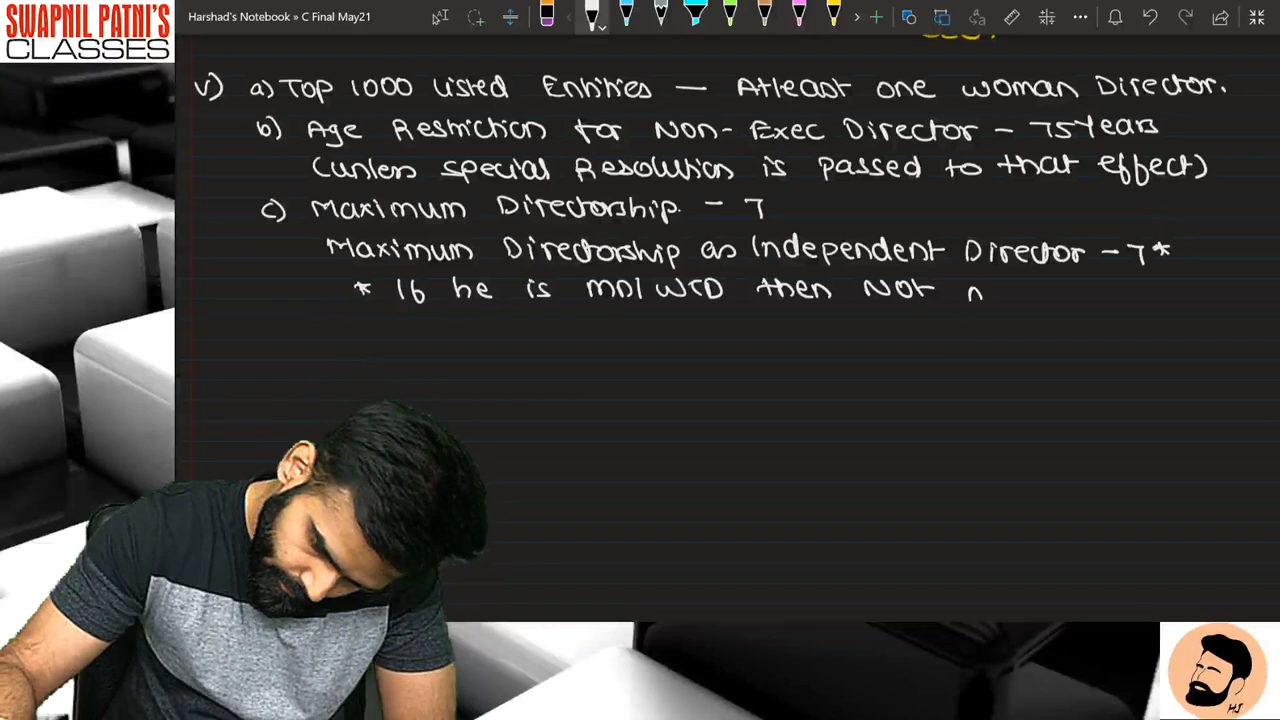 SWAPNIL PATNI'S
CLASSES
Harshad's Notebook » C Final May21
v) a) Top 1000 Listed Entities — Atleast one woman Director.
b) Age Restriction for Non-Exec Director - 75 Years
(unless special Resolution is passed to that effect)
c) Maximum Directorship - 7
Maximum Directorship as Independent Director - 7*
* If he is MD/WTD then NOT n
HJ